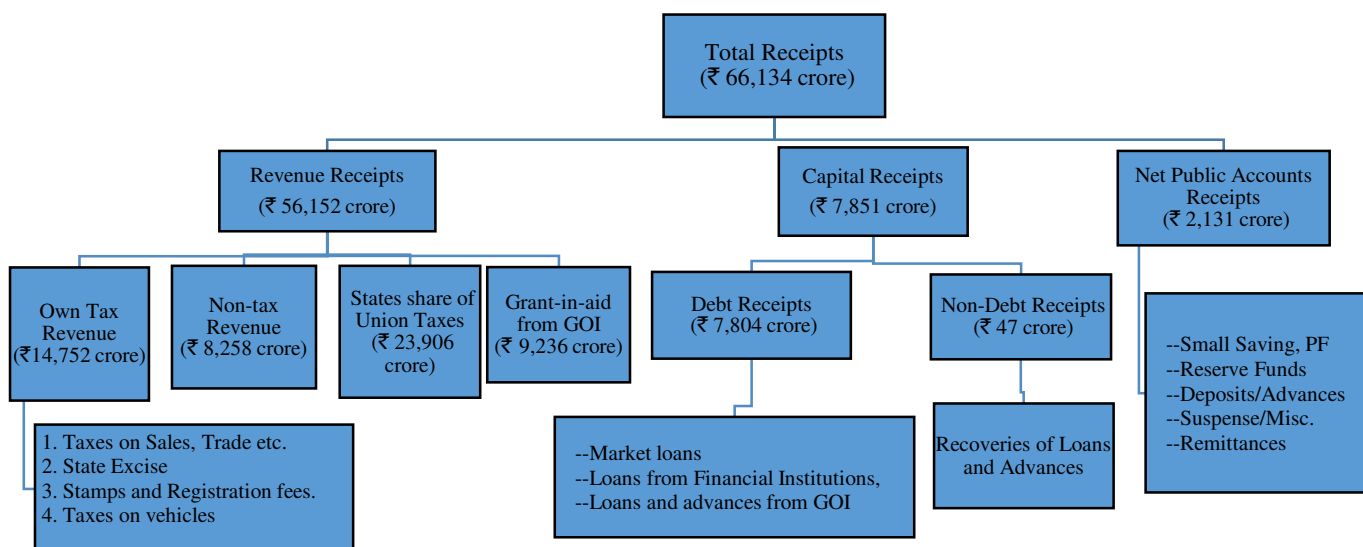 Total Receipts
(₹ 66,134 crore)
Revenue Receipts
(₹ 56,152 crore)
Capital Receipts
(₹ 7,851 crore)
Net Public Accounts
Receipts
(₹ 2,131 crore)
Own Tax
Revenue
(₹14,752 crore)
Non-tax
Revenue
(₹ 8,258 crore)
States share of
Union Taxes
(₹ 23,906
crore)
Grant-in-aid
from GOI
(₹ 9,236 crore)
Debt Receipts
(₹ 7,804 crore)
Non-Debt Receipts
(₹ 47 crore)
--Small Saving, PF
--Reserve Funds
--Deposits/Advances
--Suspense/Misc.
--Remittances
1. Taxes on Sales, Trade etc.
2. State Excise
3. Stamps and Registration fees.
4. Taxes on vehicles
--Market loans
--Loans from Financial Institutions,
--Loans and advances from GOI
Recoveries of Loans
and Advances